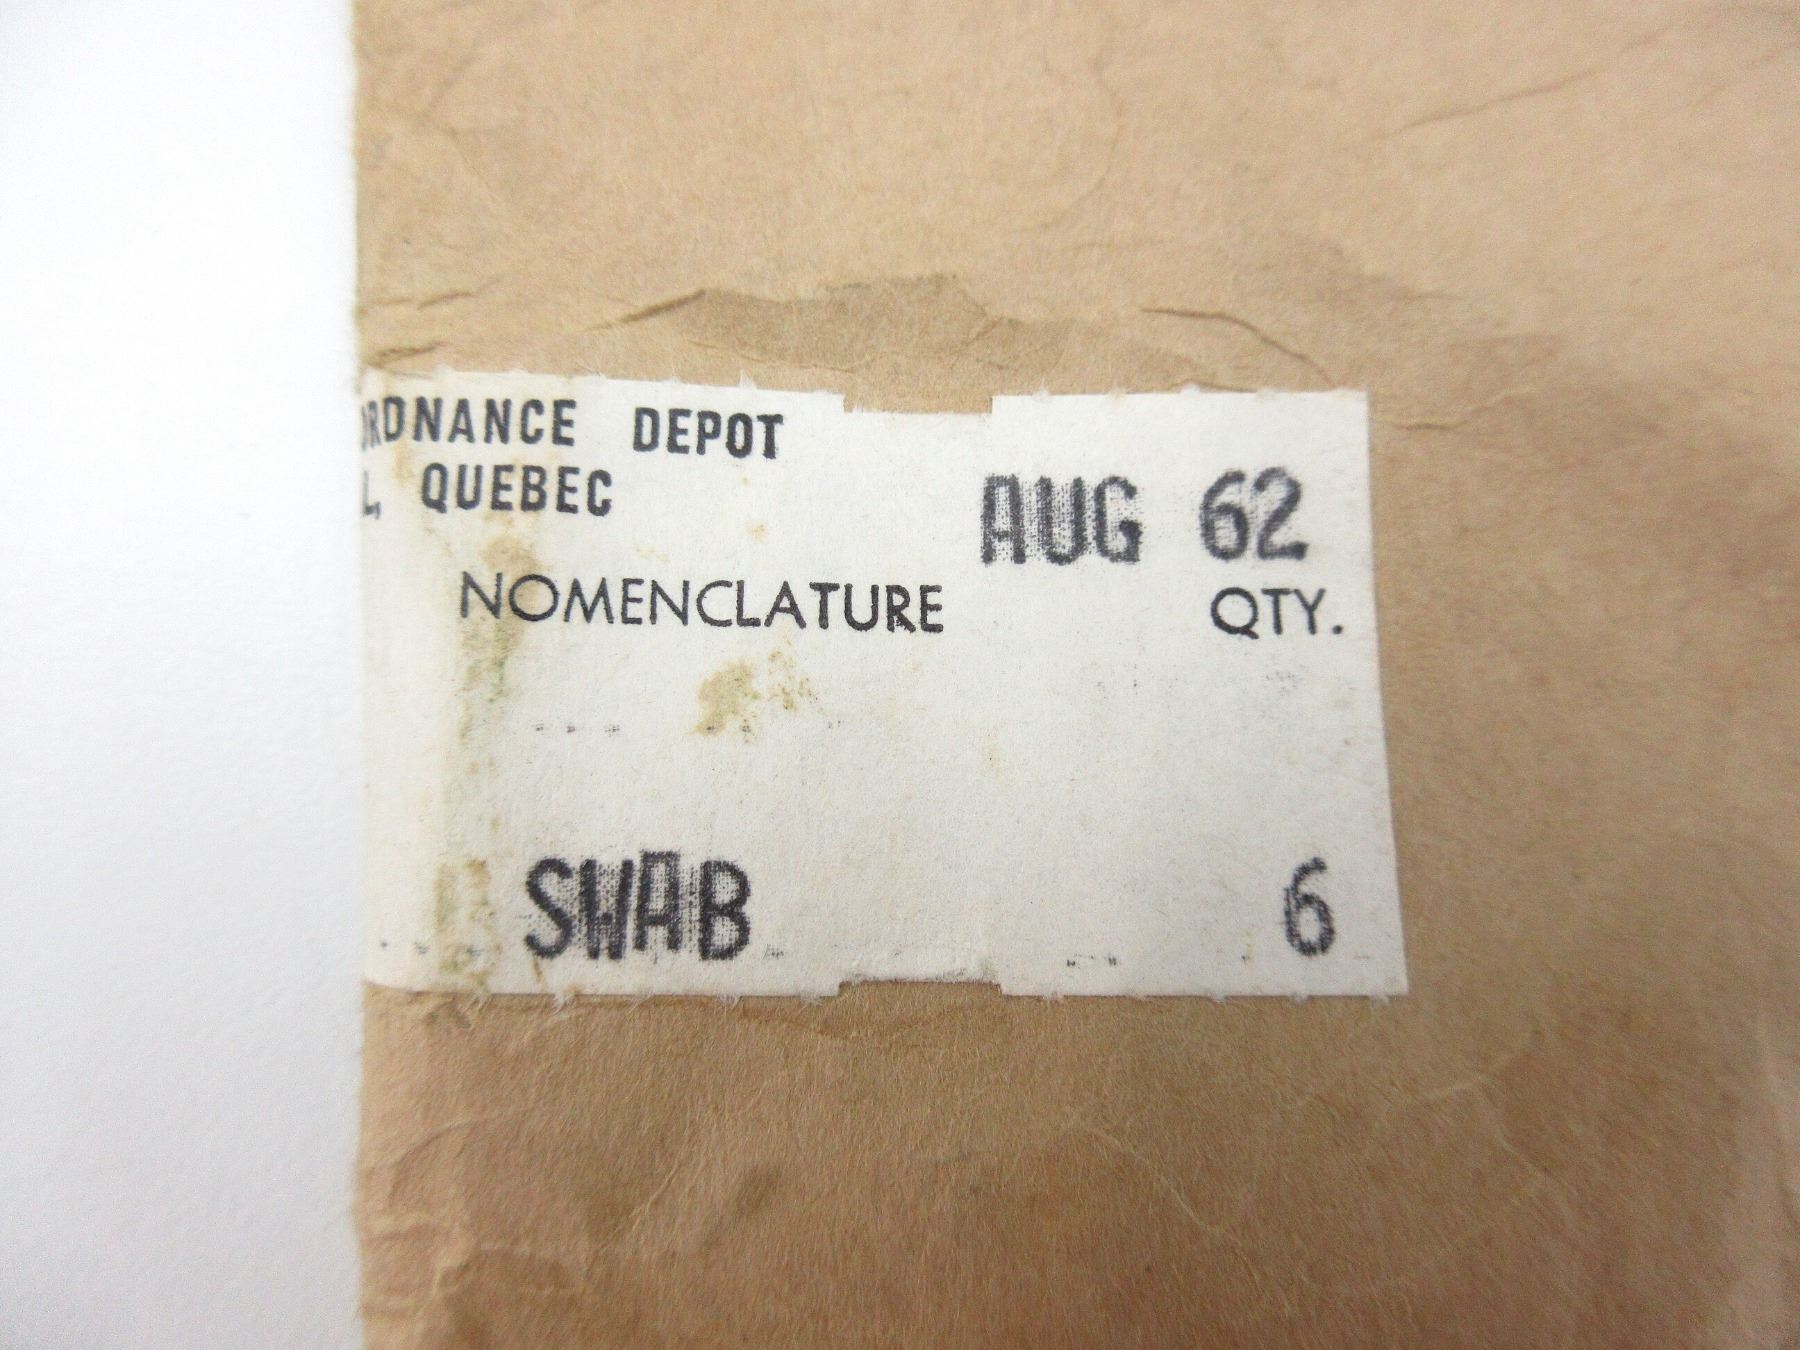 ORDNANCE DEPOT
L, QUEBEC
AUG 62
NOMENCLATURE QTY.
SWAB 6